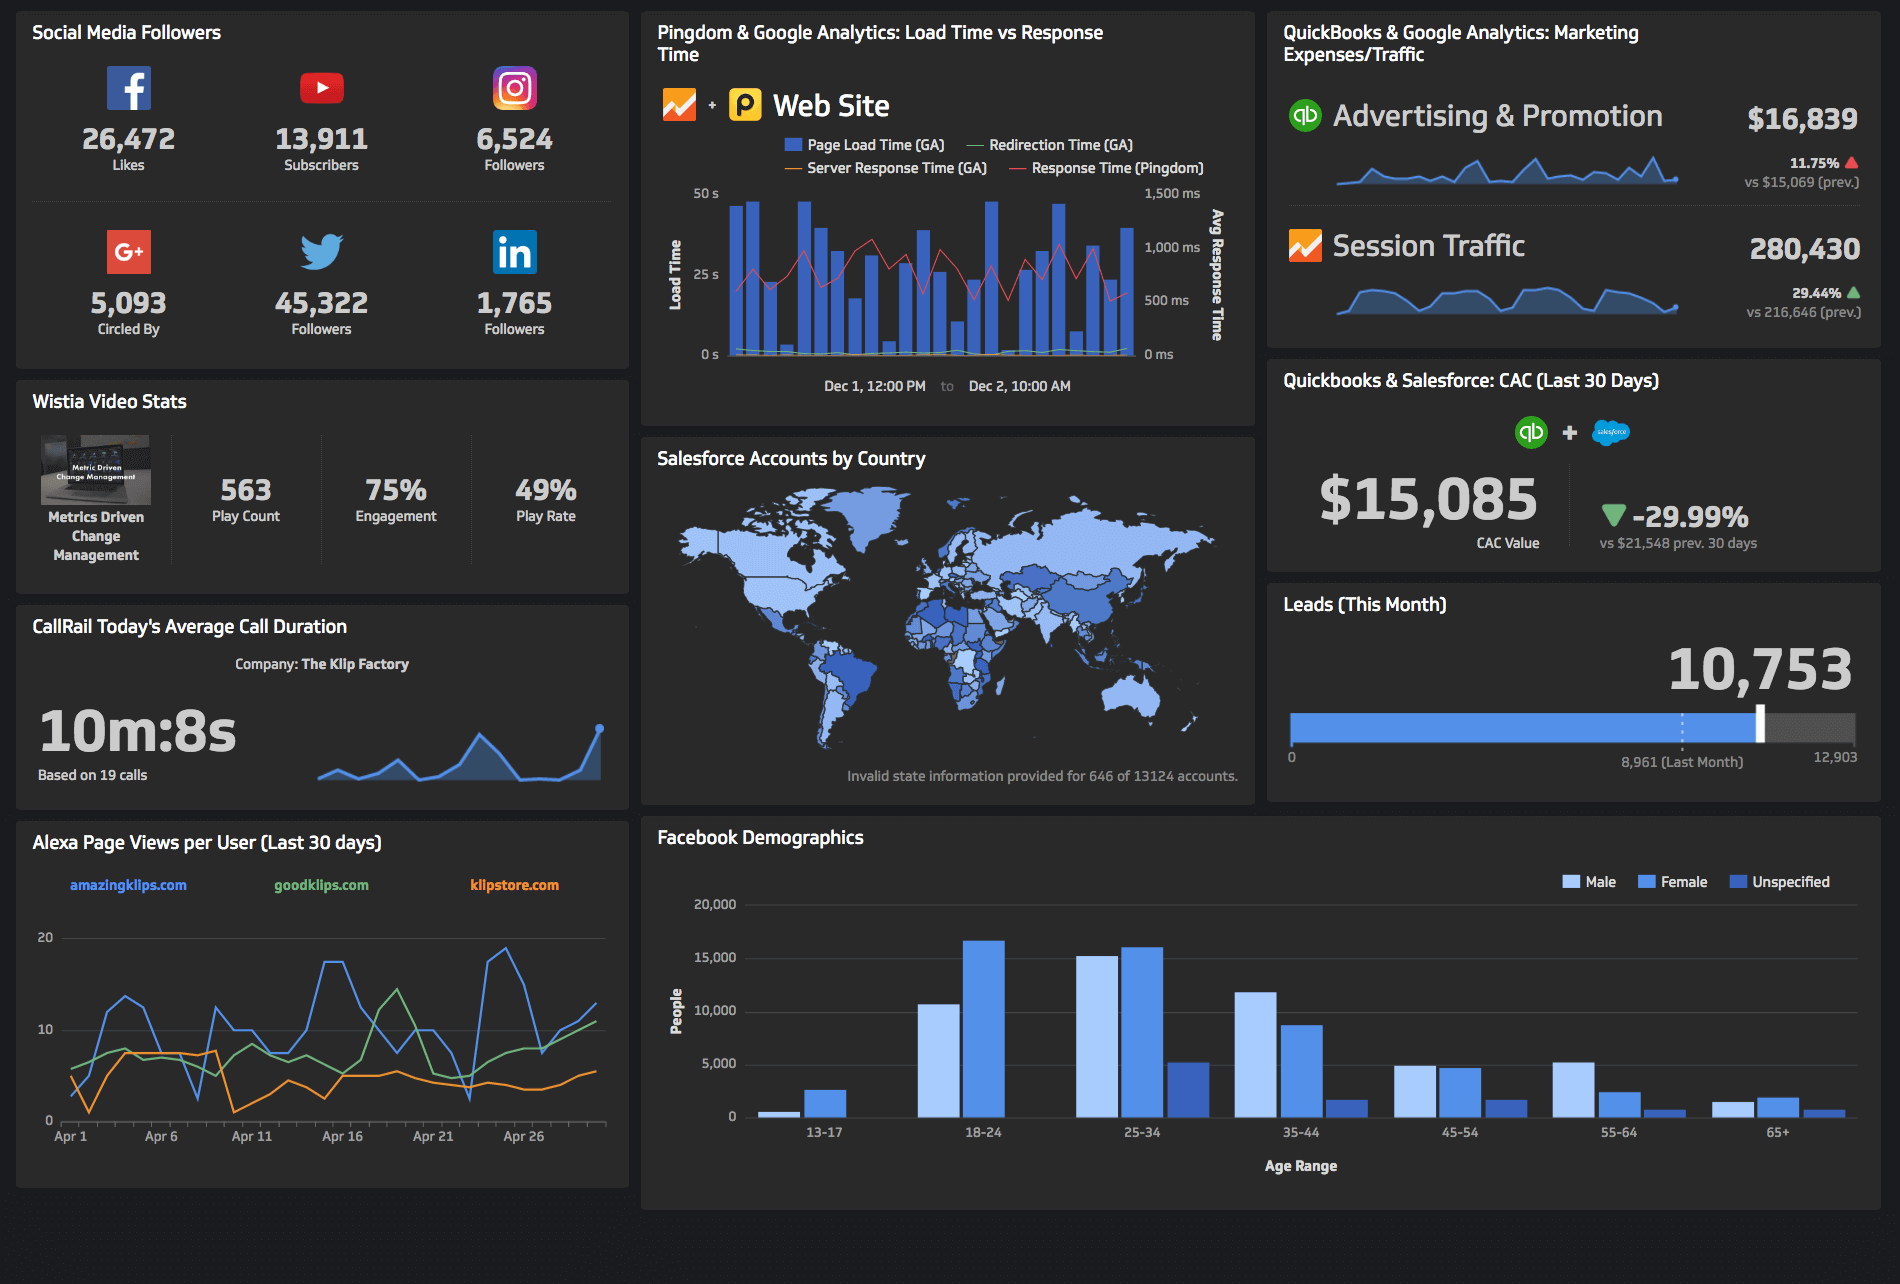 Social Media Followers
26,472
Likes
13,911
Subscribers
6,524
Followers
G+
5,093
Circled By
45,322
Followers
in
1,765
Followers
Wistia Video Stats
Metric Driven
Change Management
Metrics Driven
Change
Management
563
Play Count
75%
Engagement
49%
Play Rate
CallRail Today's Average Call Duration
Company: The Klip Factory
10m:8s
Based on 19 calls
Alexa Page Views per User (Last 30 days)
amazingklips.com
goodklips.com
klipstore.com
20
10
0
Apr 1
Apr 6
Apr 11
Apr 16
Apr 21
Apr 26
Pingdom & Google Analytics: Load Time vs Response
Time
+
Web Site
Page Load Time (GA)
Redirection Time (GA)
Server Response Time (GA)
Response Time (Pingdom)
50 s
25 s
0 s
Load Time
1,500 ms
1,000 ms
500 ms
0 ms
Avg Response Time
Dec 1, 12:00 PM to Dec 2, 10:00 AM
Salesforce Accounts by Country
Invalid state information provided for 646 of 13124 accounts.
QuickBooks & Google Analytics: Marketing
Expenses/Traffic
qb
Advertising & Promotion
$16,839
11.75%
vs $15,069 (prev.)
Session Traffic
280,430
29.44%
vs 216,646 (prev.)
Quickbooks & Salesforce: CAC (Last 30 Days)
qb
+
salesforce
$15,085
CAC Value
-29.99%
vs $21,548 prev. 30 days
Leads (This Month)
10,753
0
8,961 (Last Month)
12,903
Facebook Demographics
Male
Female
Unspecified
20,000
15,000
10,000
5,000
0
People
13-17
18-24
25-34
35-44
45-54
55-64
65+
Age Range